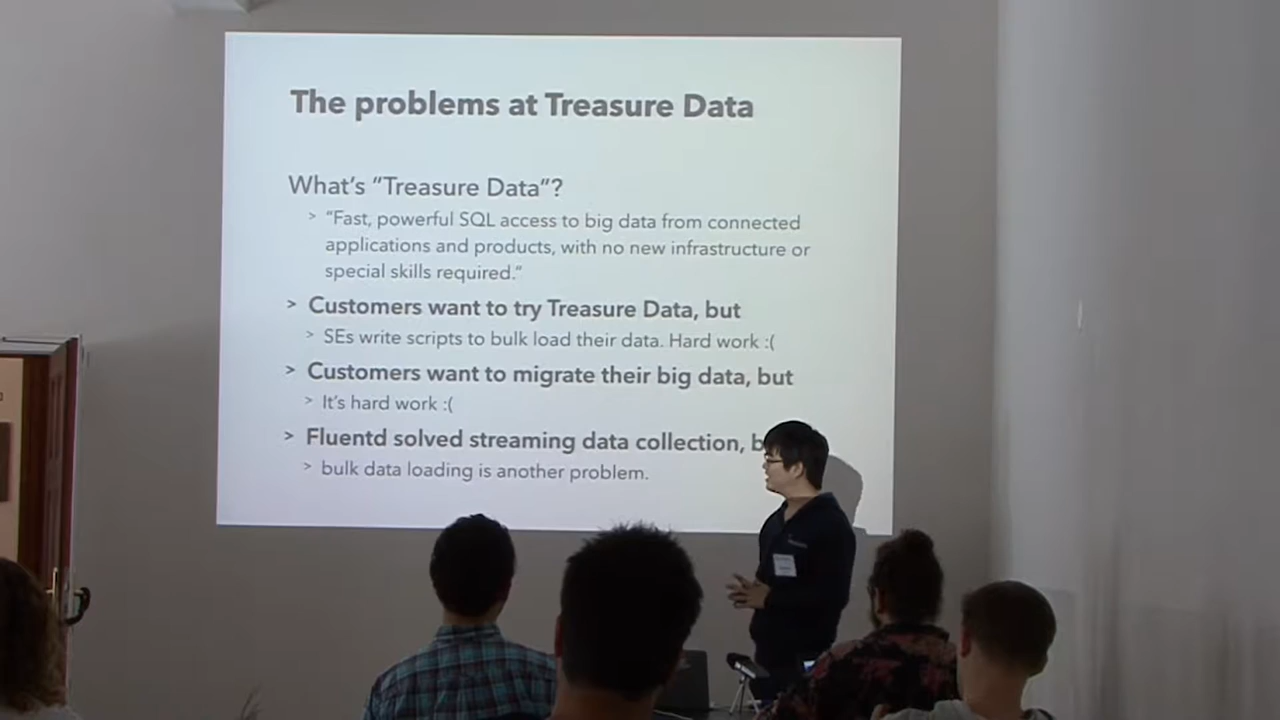 The problems at Treasure Data
What's “Treasure Data”?
> “Fast, powerful SQL access to big data from connected
applications and products, with no new infrastructure or
special skills required.”
> Customers want to try Treasure Data, but
> SEs write scripts to bulk load their data. Hard work :(
> Customers want to migrate their big data, but
> It's hard work :(
> Fluentd solved streaming data collection, b
> bulk data loading is another problem.